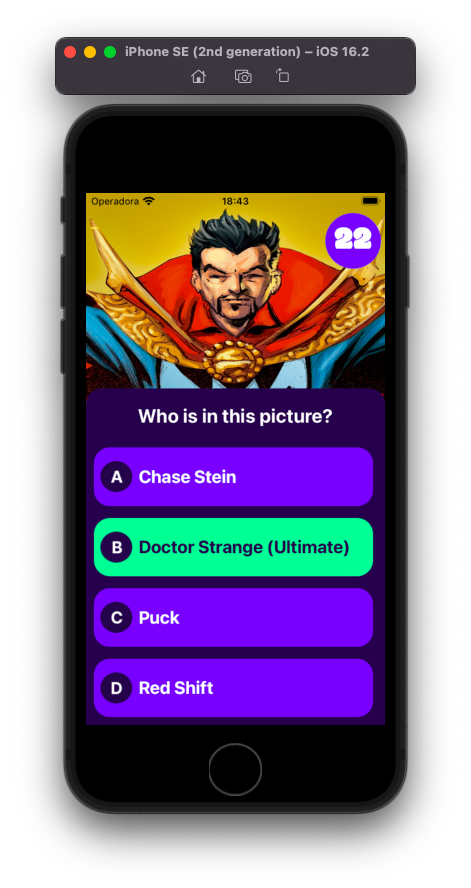 iPhone SE (2nd generation) – iOS 16.2
Operadora 18:43
22
Who is in this picture?
A Chase Stein
B Doctor Strange (Ultimate)
C Puck
D Red Shift